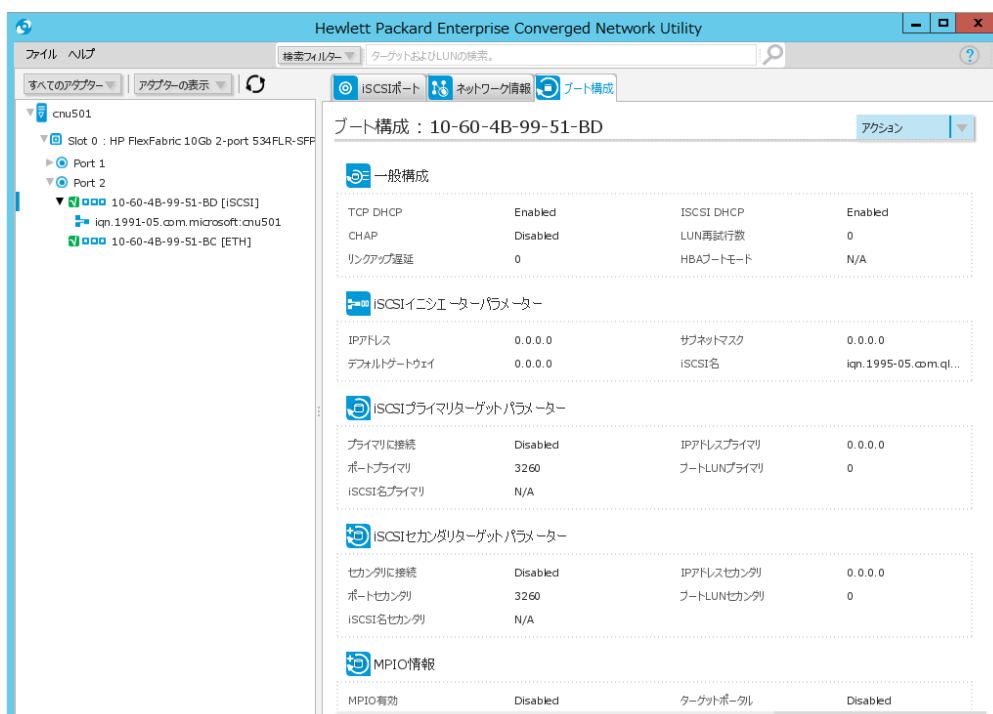 Hewlett Packard Enterprise Converged Network Utility
ファイル ヘルプ
検索フィルター ターゲットおよびLUNの検索。
すべてのアダプター アダプターの表示
iSCSIポート ネットワーク情報 ブート構成
cnu501
Slot 0 : HP FlexFabric 10Gb 2-port 534FLR-SFP
Port 1
Port 2
10-60-4B-99-51-BD [iSCSI]
iqn.1991-05.com.microsoft:cnu501
10-60-4B-99-51-BC [ETH]
ブート構成 : 10-60-4B-99-51-BD
アクション
一般構成
TCP DHCP Enabled ISCSI DHCP Enabled
CHAP Disabled LUN再試行数 0
リンクアップ遅延 0 HBAブートモード N/A
iSCSIイニシエーターパラメーター
IPアドレス 0.0.0.0 サブネットマスク 0.0.0.0
デフォルトゲートウェイ 0.0.0.0 iSCSI名 iqn.1995-05.com.ql...
iSCSIプライマリターゲットパラメーター
プライマリに接続 Disabled IPアドレスプライマリ 0.0.0.0
ポートプライマリ 3260 ブートLUNプライマリ 0
iSCSI名プライマリ N/A
iSCSIセカンダリターゲットパラメーター
セカンダリに接続 Disabled IPアドレスセカンダリ 0.0.0.0
ポートセカンダリ 3260 ブートLUNセカンダリ 0
iSCSI名セカンダリ N/A
MPIO情報
MPIO有効 Disabled ターゲットポータル Disabled